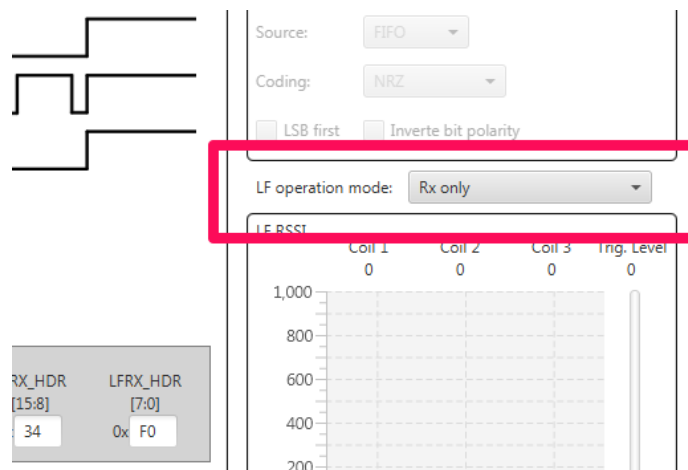 Source: FIFO
Coding: NRZ
LSB first Inverte bit polarity
LF operation mode: Rx only
LF RSSI
Coil 1 Coil 2 Coil 3 Trig. Level
0 0 0 0
1,000
800
600
400
200
RX_HDR LFRX_HDR
[15:8] [7:0]
34 0x F0